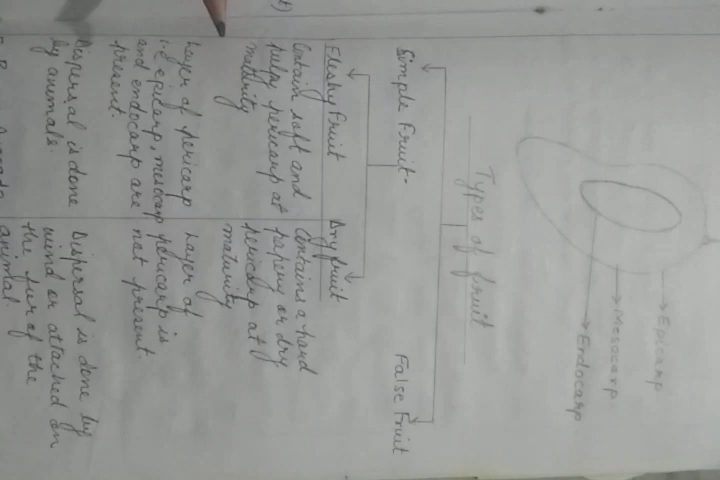 Epicarp
Mesocarp
Endocarp
Types of fruit
Simple Fruit-
False Fruit
Fleshy Fruit
Contain soft and
pulpy pericarp at
maturity
Layer of pericarp
i.e epicarp, mesocarp
and endocarp are
present.
Dispersal is done
by animals.
Dry fruit
Contains a hard
papery or dry
pericarp at
maturity
Layer of
pericarp is
not present.
Dispersal is done by
wind or attached on
the fur of the
animal.